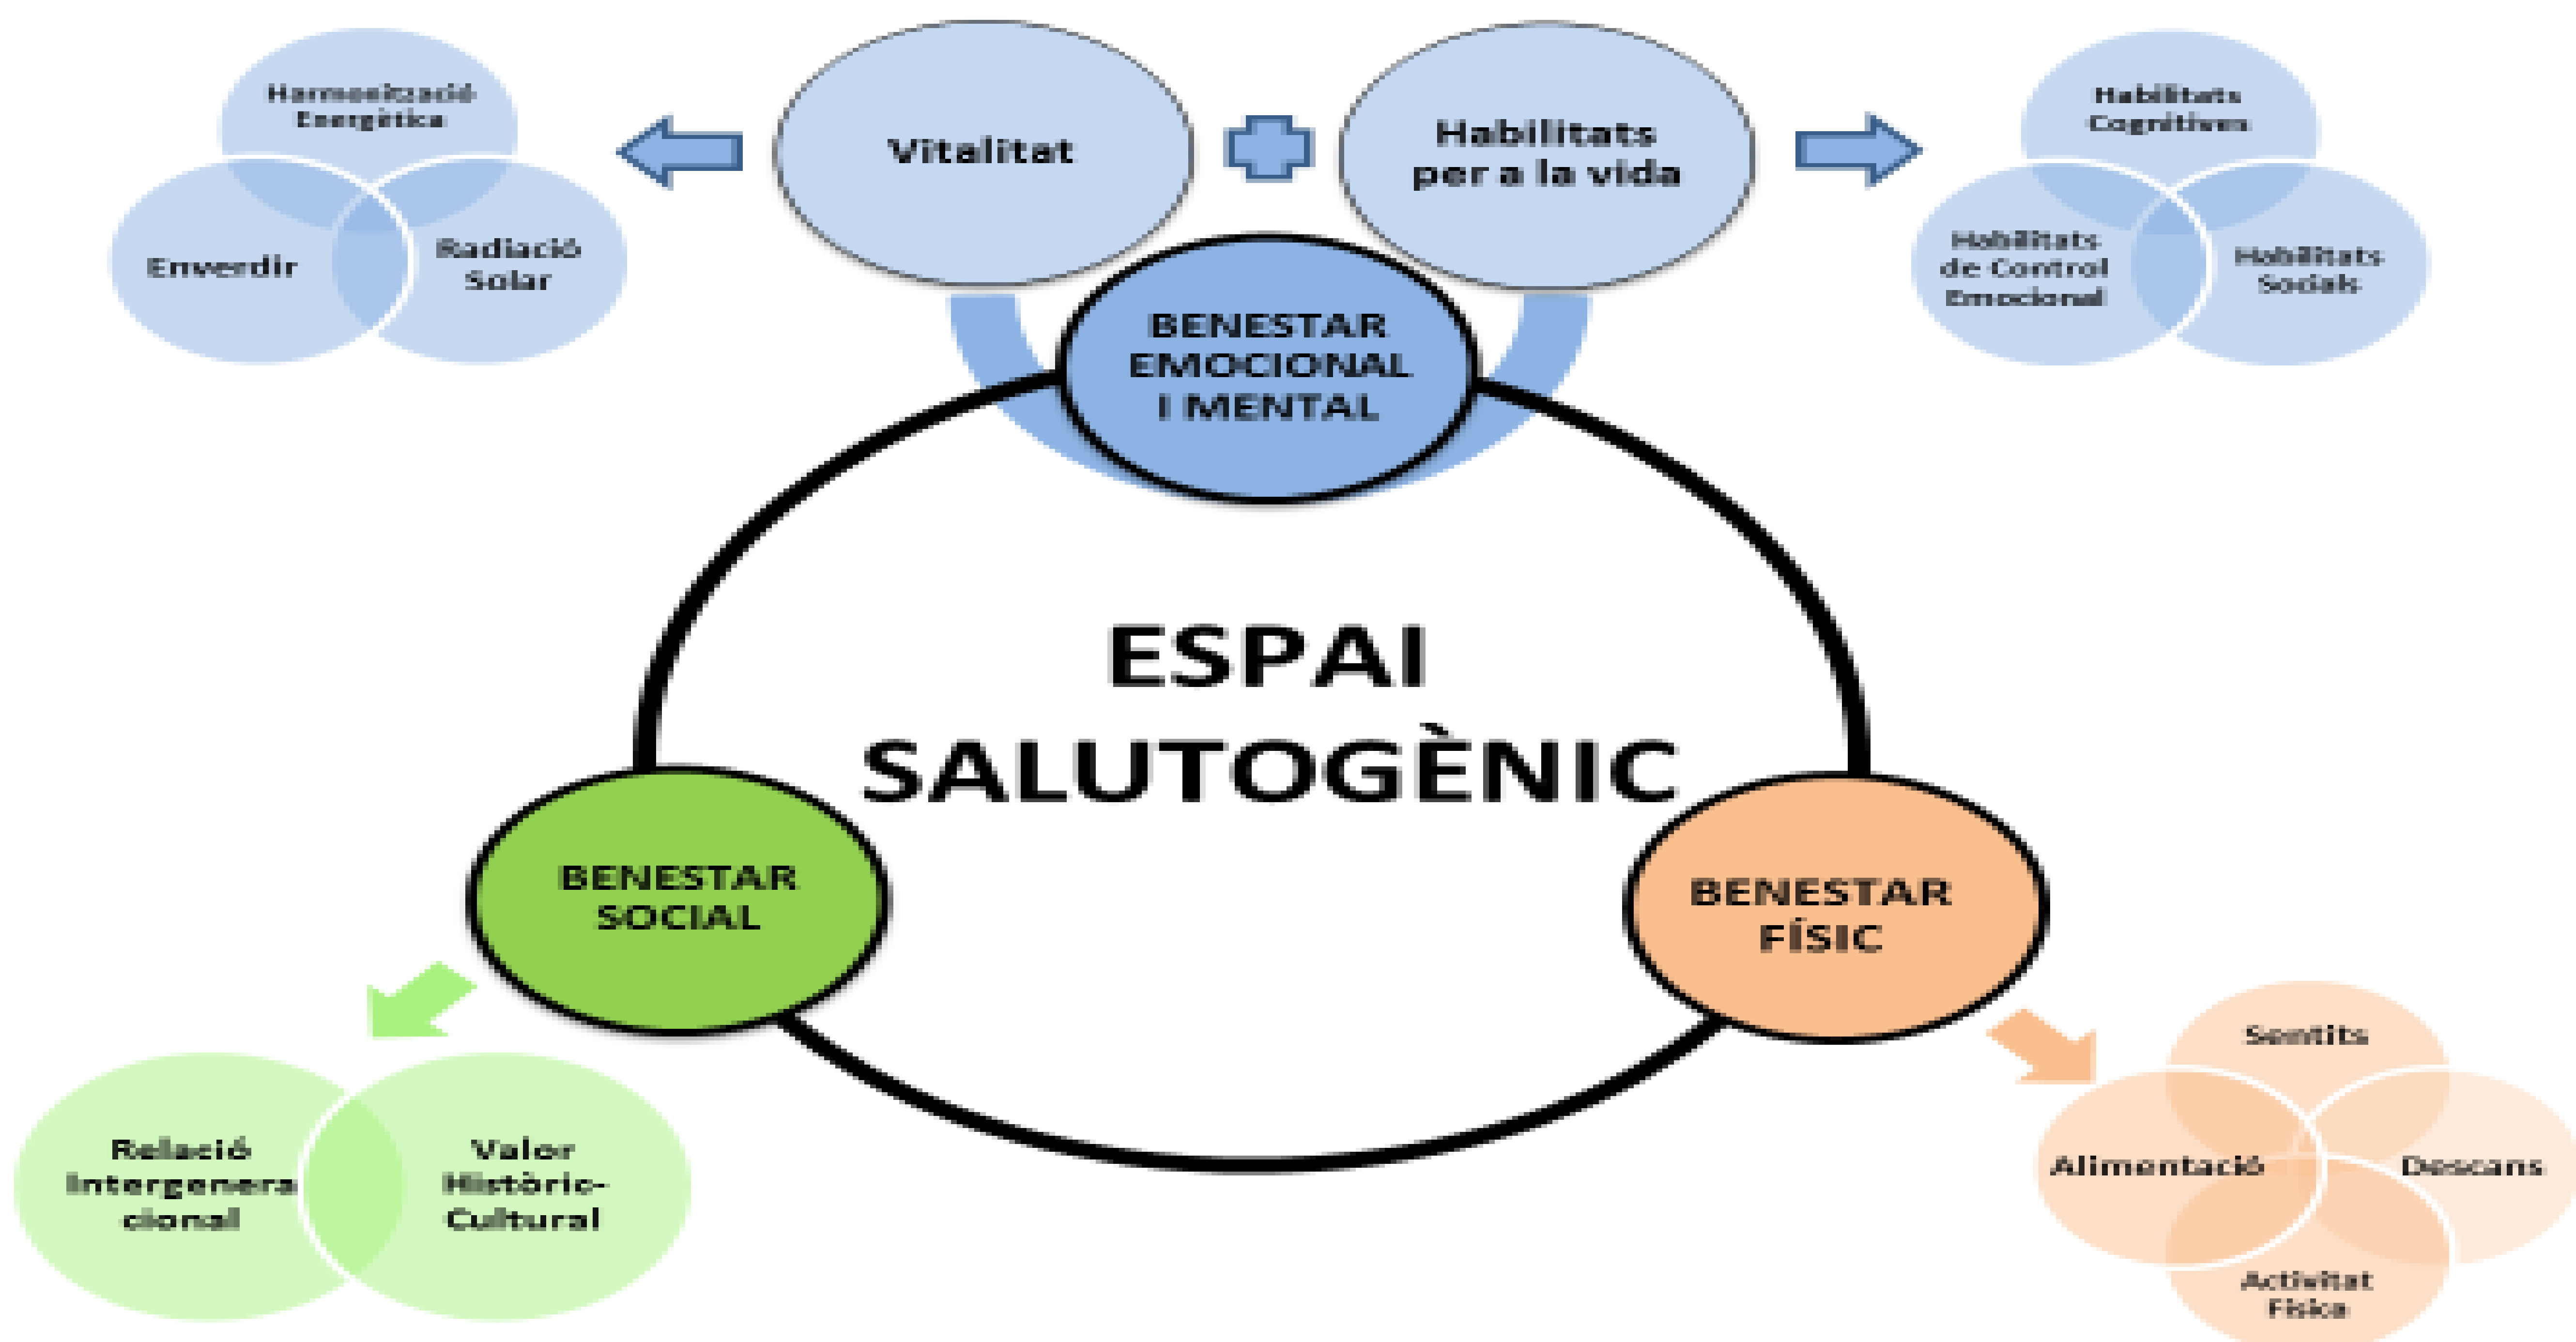 Harmonització
Energètica
Enverdir
Radiació
Solar
Vitalitat
Habilitats
per a la vida
Habilitats
Cognitives
Habilitats
de Control
Emocional
Habilitats
Socials
BENESTAR
EMOCIONAL
I MENTAL
ESPAI
SALUTOGÈNIC
BENESTAR
SOCIAL
BENESTAR
FÍSIC
Relació
Intergenera
cional
Valor
Històric-
Cultural
Sentits
Alimentació
Descans
Activitat
Física